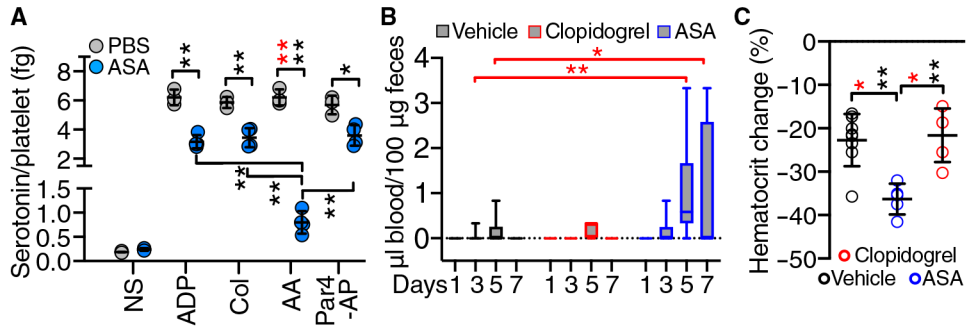 A
Serotonin/platelet (fg)
PBS
ASA
** ** ** ** *
8
6
4
2
1.5
1.0
0.5
0.0
** ** **
NS
ADP
Col
AA
Par4
-AP
B
Vehicle Clopidogrel ASA
µl blood/100 µg feces
4
3
2
1
0
*
**
Days 1 3 5 7 1 3 5 7 1 3 5 7
C
Hematocrit change (%)
0
−10
−20
−30
−40
−50
* ** * **
Clopidogrel
Vehicle ASA